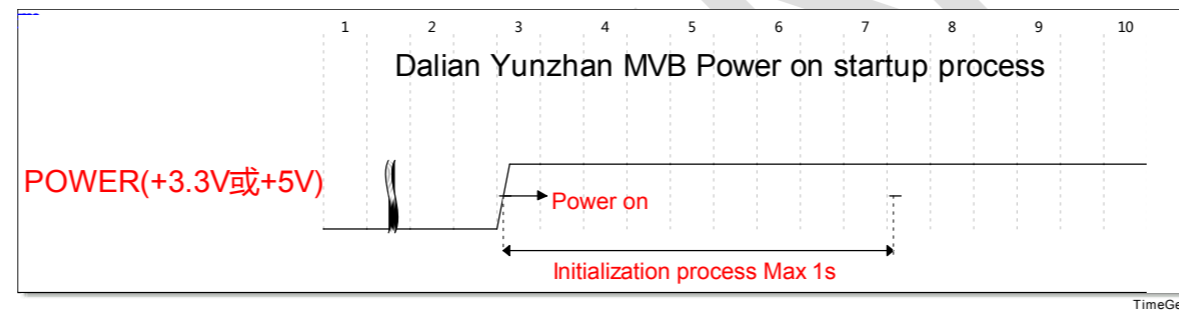 1 2 3 4 5 6 7 8 9 10
Dalian Yunzhan MVB Power on startup process
POWER(+3.3V或+5V)
Power on
Initialization process Max 1s
TimeGe